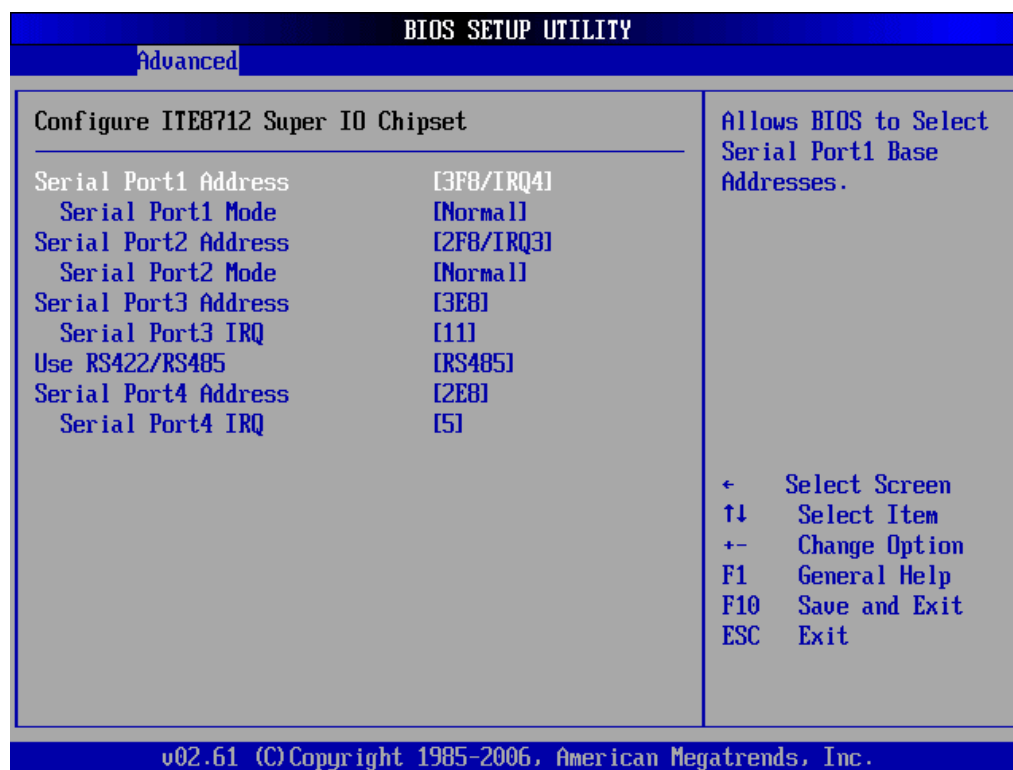 BIOS SETUP UTILITY
Advanced
Configure ITE8712 Super IO Chipset
Serial Port1 Address [3F8/IRQ4]
Serial Port1 Mode [Normal]
Serial Port2 Address [2F8/IRQ3]
Serial Port2 Mode [Normal]
Serial Port3 Address [3E8]
Serial Port3 IRQ [11]
Use RS422/RS485 [RS485]
Serial Port4 Address [2E8]
Serial Port4 IRQ [5]
Allows BIOS to Select
Serial Port1 Base
Addresses.
← Select Screen
↑↓ Select Item
+- Change Option
F1 General Help
F10 Save and Exit
ESC Exit
v02.61 (C)Copyright 1985-2006, American Megatrends, Inc.